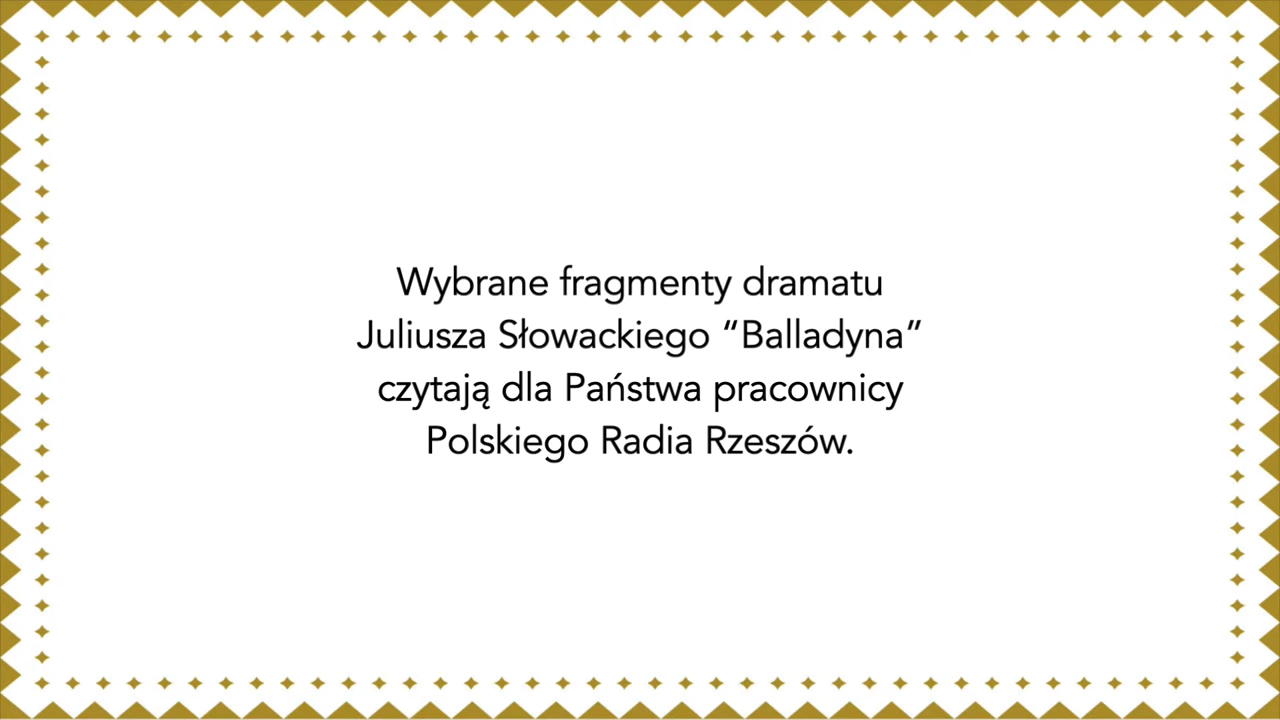 Wybrane fragmenty dramatu
Juliusza Słowackiego “Balladyna”
czytają dla Państwa pracownicy
Polskiego Radia Rzeszów.